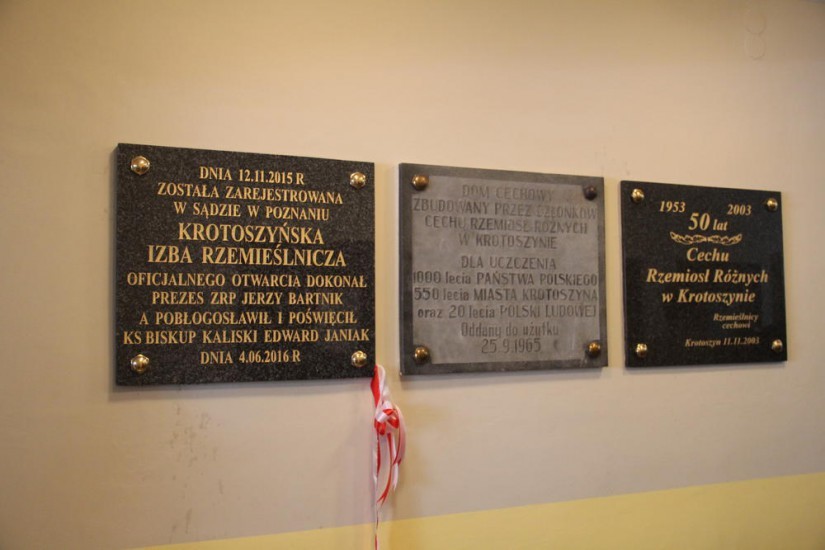 DNIA 12.11.2015 R
ZOSTAŁA ZAREJESTROWANA
W SĄDZIE W POZNANIU
KROTOSZYŃSKA
IZBA RZEMIEŚLNICZA
OFICJALNEGO OTWARCIA DOKONAŁ
PREZES ZRP JERZY BARTNIK
A POBŁOGOSŁAWIŁ I POŚWIĘCIŁ
KS BISKUP KALISKI EDWARD JANIAK
DNIA 4.06.2016 R
DOM CECHOWY
ZBUDOWANY PRZEZ CZŁONKÓW
CECHU RZEMIOSŁ RÓŻNYCH
W KROTOSZYNIE
DLA UCZCZENIA
1000 lecia PAŃSTWA POLSKIEGO
550 lecia MIASTA KROTOSZYNA
oraz 20 lecia POLSKI LUDOWEJ
Oddany do użytku
25.9.1965
1953 2003
50 lat
Cechu
Rzemiosł Różnych
w Krotoszynie
Rzemieślnicy
cechowi
Krotoszyn 11.11.2003